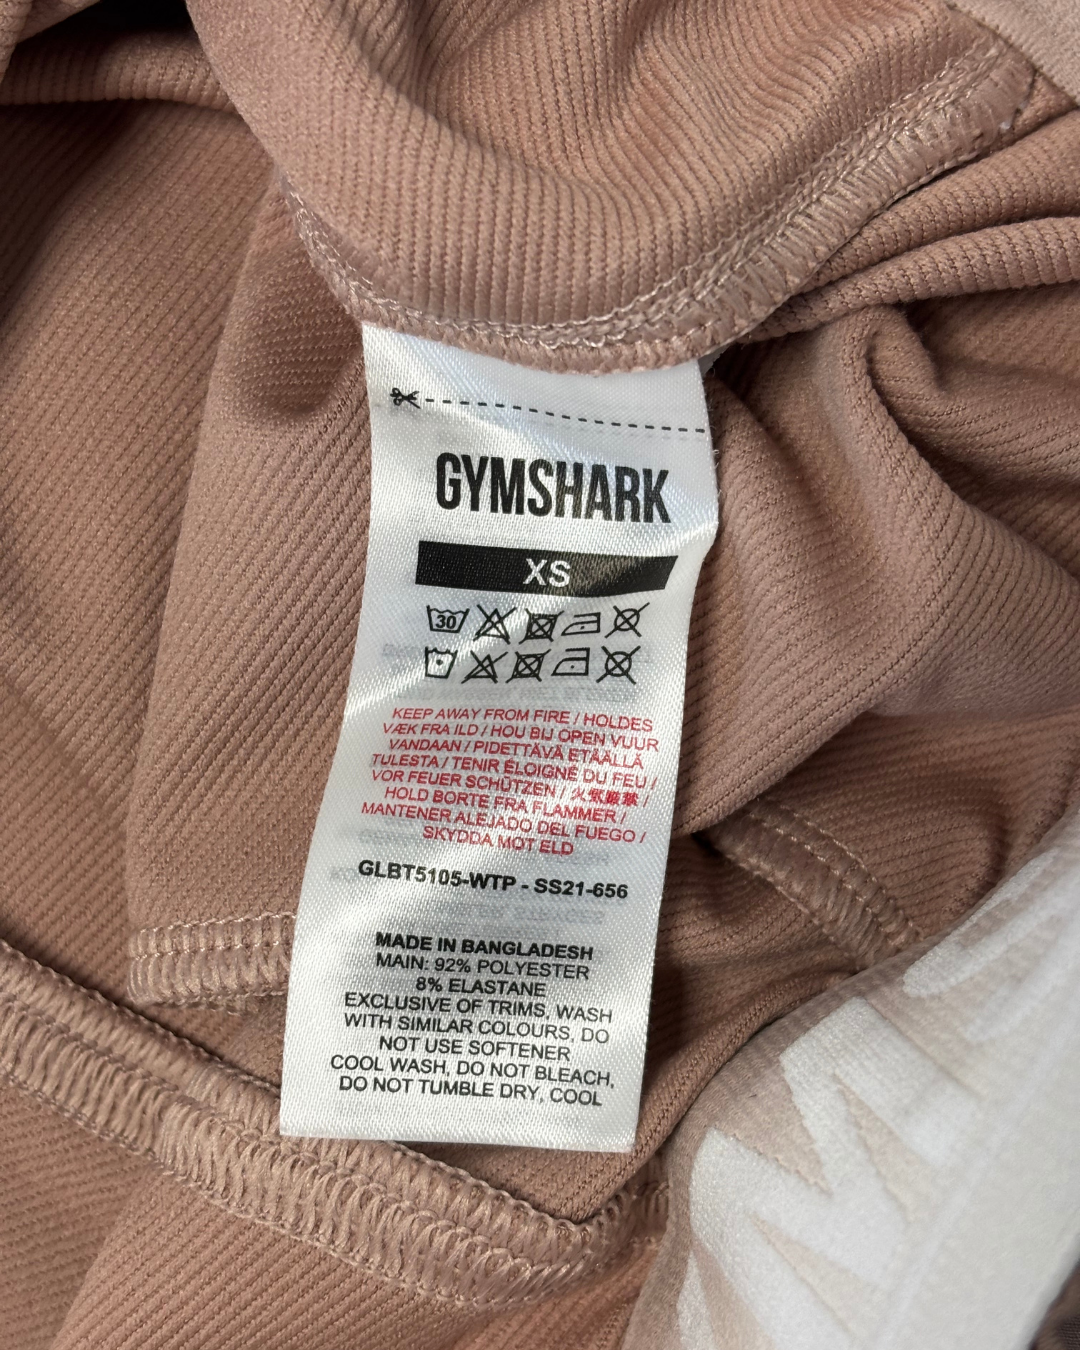 GYMSHARK
XS
30
KEEP AWAY FROM FIRE / HOLDES
VÆK FRA ILD / HOU BIJ OPEN VUUR
VANDAAN / PIDETTÄVÄ ETÄÄLLÄ
TULESTA / TENIR ÉLOIGNÉ DU FEU /
VOR FEUER SCHÜTZEN / 火気厳禁 /
HOLD BORTE FRA FLAMMER /
MANTENER ALEJADO DEL FUEGO /
SKYDDA MOT ELD
GLBT5105-WTP - SS21-656
MADE IN BANGLADESH
MAIN: 92% POLYESTER
8% ELASTANE
EXCLUSIVE OF TRIMS, WASH
WITH SIMILAR COLOURS, DO
NOT USE SOFTENER
COOL WASH, DO NOT BLEACH,
DO NOT TUMBLE DRY, COOL